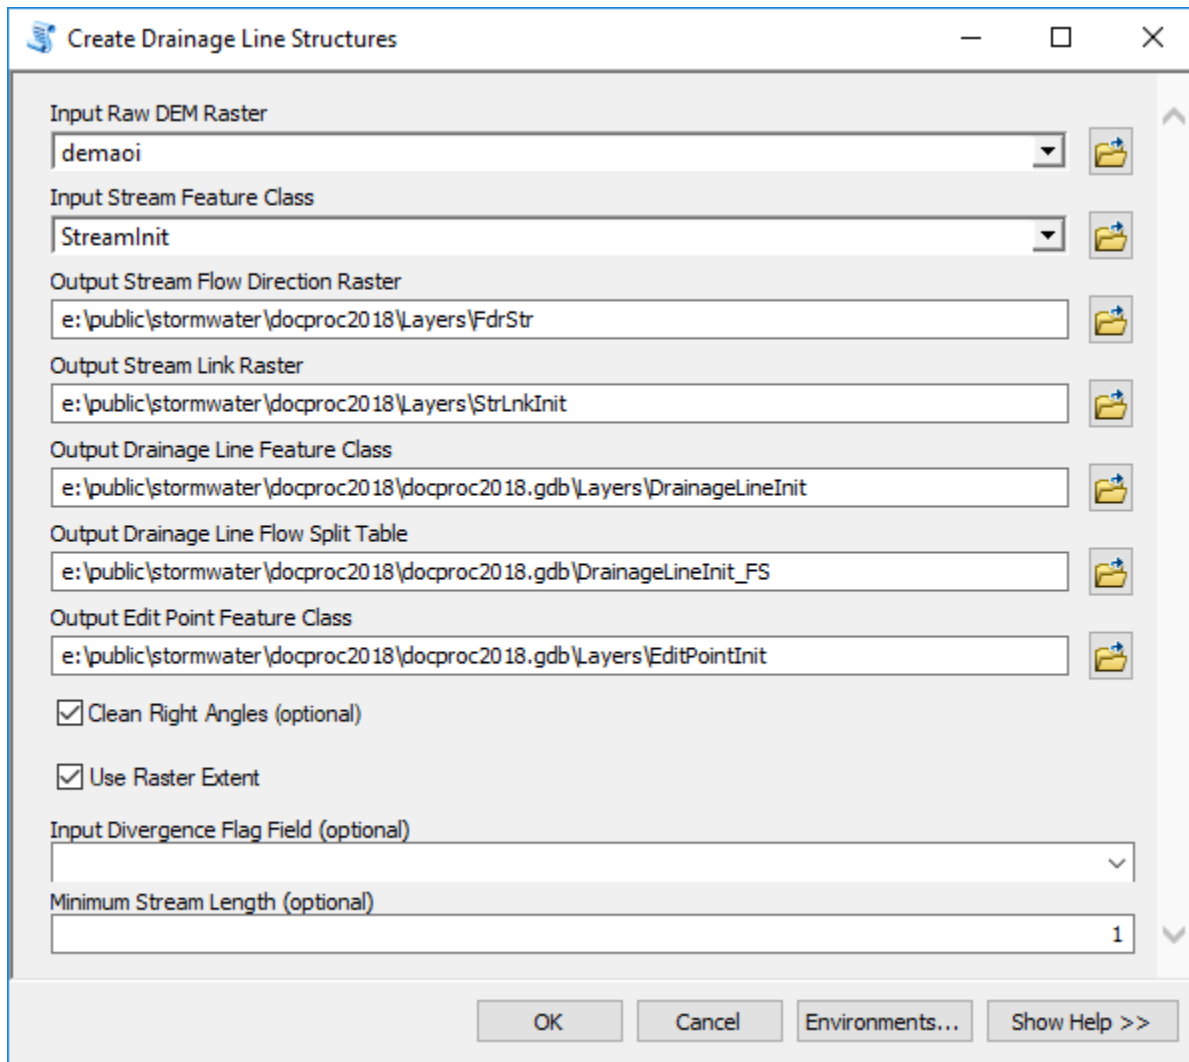 Create Drainage Line Structures
Input Raw DEM Raster
demaoi
Input Stream Feature Class
StreamInit
Output Stream Flow Direction Raster
e:\public\stormwater\docproc2018\Layers\FdrStr
Output Stream Link Raster
e:\public\stormwater\docproc2018\Layers\StrLnkInit
Output Drainage Line Feature Class
e:\public\stormwater\docproc2018\docproc2018.gdb\Layers\DrainageLineInit
Output Drainage Line Flow Split Table
e:\public\stormwater\docproc2018\docproc2018.gdb\DrainageLineInit_FS
Output Edit Point Feature Class
e:\public\stormwater\docproc2018\docproc2018.gdb\Layers\EditPointInit
Clean Right Angles (optional)
Use Raster Extent
Input Divergence Flag Field (optional)
Minimum Stream Length (optional)
1
OK Cancel Environments... Show Help >>